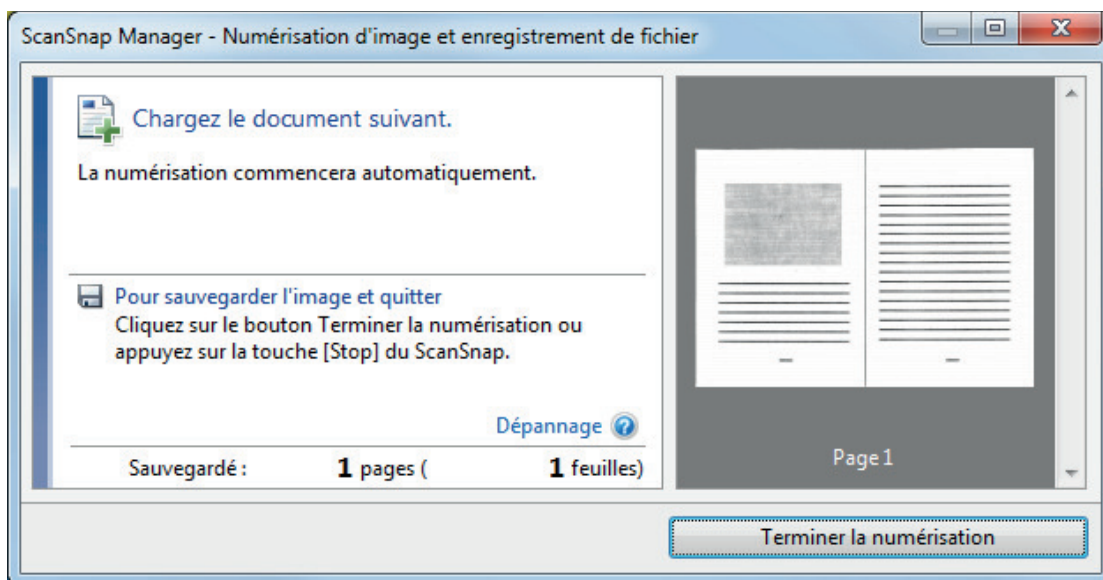 ScanSnap Manager - Numérisation d'image et enregistrement de fichier
Chargez le document suivant.
La numérisation commencera automatiquement.
Pour sauvegarder l'image et quitter
Cliquez sur le bouton Terminer la numérisation ou
appuyez sur la touche [Stop] du ScanSnap.
Dépannage
Sauvegardé : 1 pages ( 1 feuilles)
Page 1
Terminer la numérisation